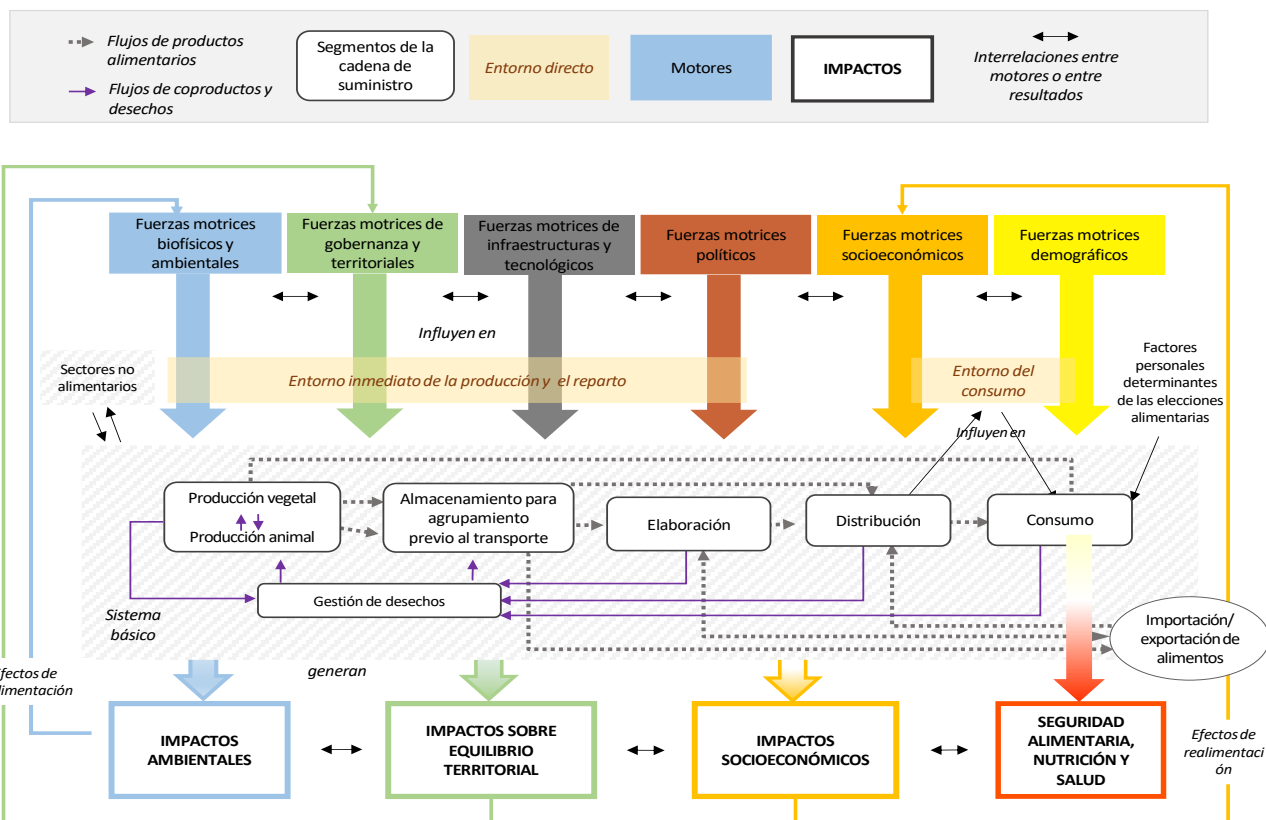 Flujos de productos
alimentarios
Flujos de coproductos y
desechos
Segmentos de la
cadena de
suministro
Entorno directo
Motores
IMPACTOS
Interrelaciones entre
motores o entre
resultados
Fuerzas motrices
biofísicos y
ambientales
Fuerzas motrices de
gobernanza y
territoriales
Fuerzas motrices de
infraestructuras y
tecnológicos
Fuerzas motrices
políticos
Fuerzas motrices
socioeconómicos
Fuerzas motrices
demográficos
Influyen en
Sectores no
alimentarios
Entorno inmediato de la producción y el reparto
Entorno del
consumo
Factores
personales
determinantes
de las elecciones
alimentarias
Influyen en
Producción vegetal
Producción animal
Almacenamiento para
agrupamiento
previo al transporte
Elaboración
Distribución
Consumo
Gestión de desechos
Sistema
básico
Importación/
exportación de
alimentos
generan
fectos de
limentación
IMPACTOS
AMBIENTALES
IMPACTOS SOBRE
EQUILIBRIO
TERRITORIAL
IMPACTOS
SOCIOECONÓMICOS
SEGURIDAD
ALIMENTARIA,
NUTRICIÓN Y
SALUD
Efectos de
realimentaci
ón